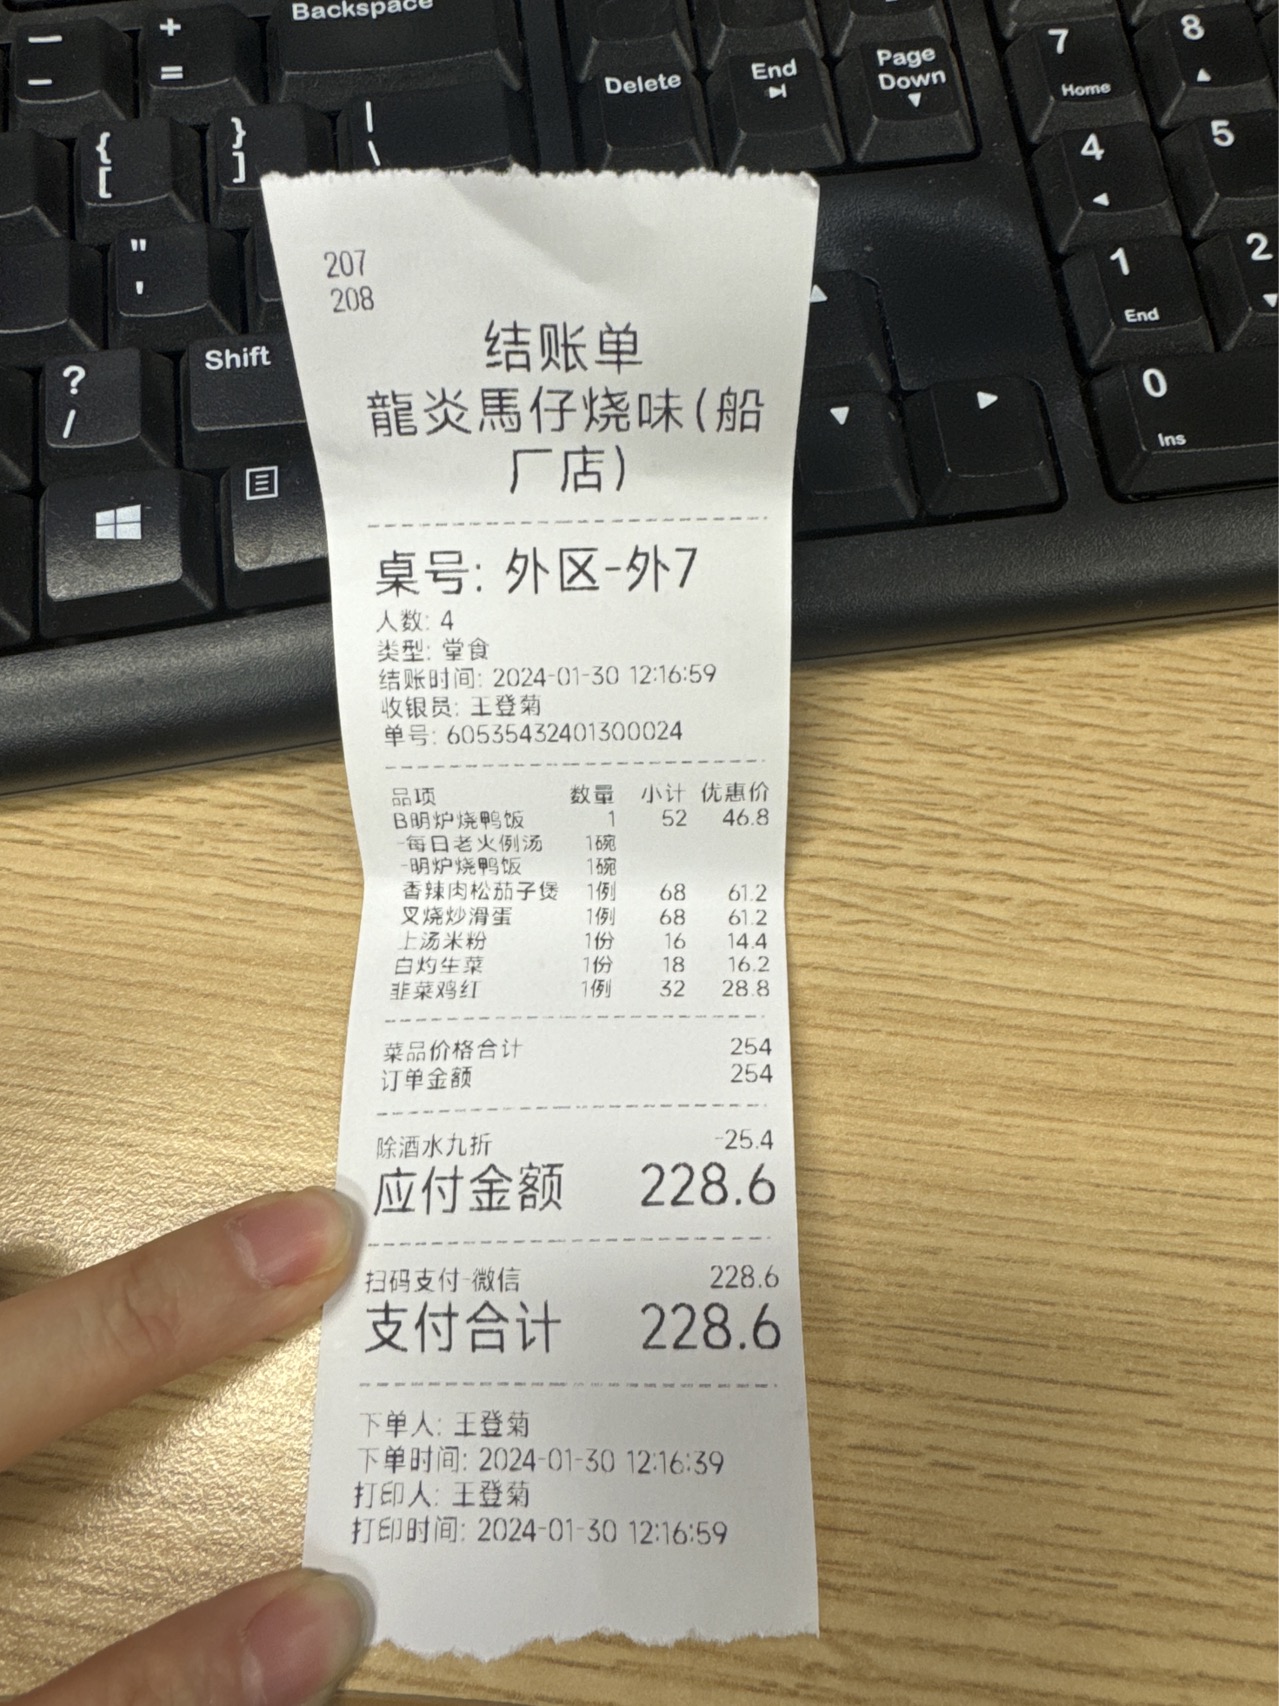 Backspace
— –
+ =
Delete
End
Page Down
7 Home
8
{ [
} ]
| \
4
5
" '
1 End
2
? /
Shift
0 Ins
207
208
结账单
龍炎馬仔烧味(船
厂店)
桌号: 外区-外7
人数: 4
类型: 堂食
结账时间: 2024-01-30 12:16:59
收银员: 王登菊
单号: 60535432401300024
品项 数量 小计 优惠价
B明炉烧鸭饭 1 52 46.8
-每日老火例汤 1碗
-明炉烧鸭饭 1碗
香辣肉松茄子煲 1例 68 61.2
叉烧炒滑蛋 1例 68 61.2
上汤米粉 1份 16 14.4
白灼生菜 1份 18 16.2
韭菜鸡红 1例 32 28.8
菜品价格合计 254
订单金额 254
除酒水九折 -25.4
应付金额 228.6
扫码支付-微信 228.6
支付合计 228.6
下单人: 王登菊
下单时间: 2024-01-30 12:16:39
打印人: 王登菊
打印时间: 2024-01-30 12:16:59